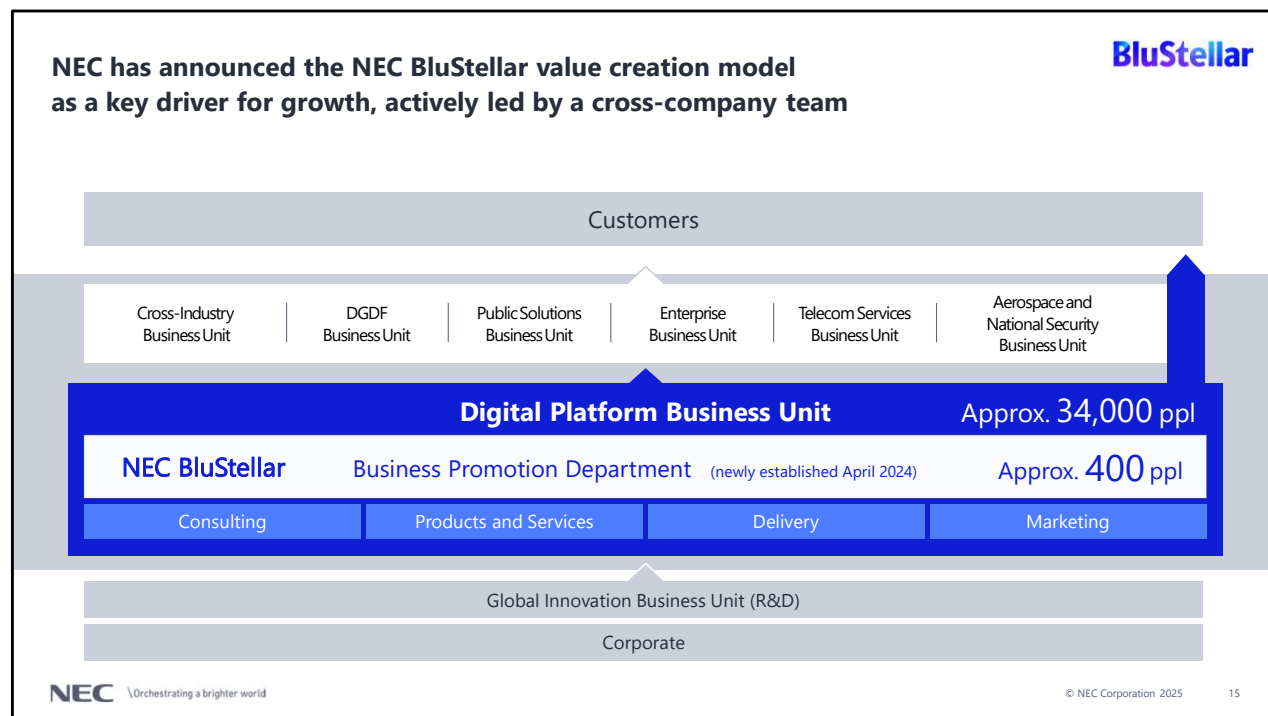 BluStellar
NEC has announced the NEC BluStellar value creation model
as a key driver for growth, actively led by a cross-company team
Customers
Cross-Industry
Business Unit
DGDF
Business Unit
Public Solutions
Business Unit
Enterprise
Business Unit
Telecom Services
Business Unit
Aerospace and
National Security
Business Unit
Digital Platform Business Unit
Approx. 34,000 ppl
NEC BluStellar
Business Promotion Department (newly established April 2024)
Approx. 400 ppl
Consulting
Products and Services
Delivery
Marketing
Global Innovation Business Unit (R&D)
Corporate
NEC \Orchestrating a brighter world
© NEC Corporation 2025
15